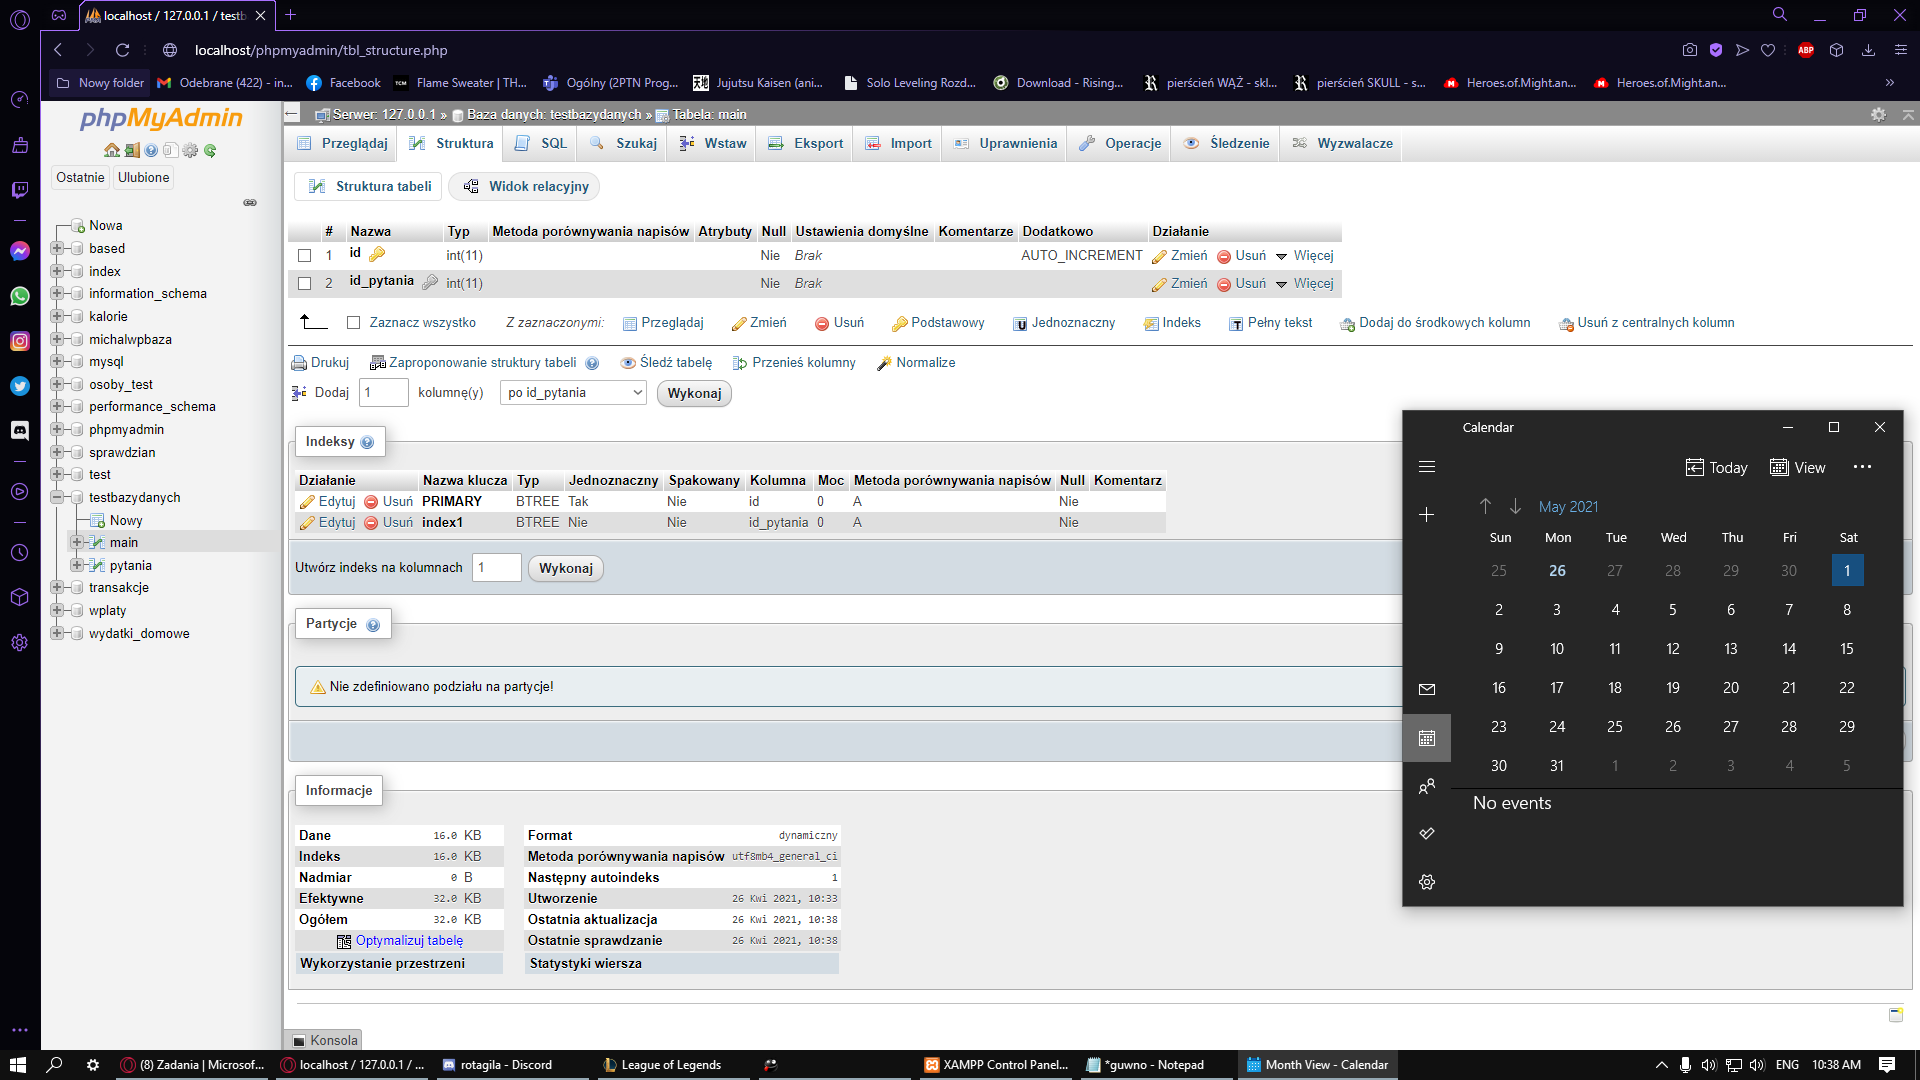 localhost / 127.0.0.1 / testb
localhost/phpmyadmin/tbl_structure.php
ABP
Nowy folder
Odebrane (422) - in...
Facebook
Flame Sweater | TH...
Ogólny (2PTN Prog...
Jujutsu Kaisen (ani...
Solo Leveling Rozd...
Download - Rising...
pierścień WĄŻ - skl...
pierścień SKULL - s...
Heroes.of.Might.an...
Heroes.of.Might.an...
phpMyAdmin
Ostatnie
Ulubione
Nowa
based
index
information_schema
kalorie
michalwpbaza
mysql
osoby_test
performance_schema
phpmyadmin
sprawdzian
test
testbazydanych
Nowy
main
pytania
transakcje
wplaty
wydatki_domowe
Serwer: 127.0.0.1 » Baza danych: testbazydanych » Tabela: main
Przeglądaj Struktura SQL Szukaj Wstaw Eksport Import Uprawnienia Operacje Śledzenie Wyzwalacze
Struktura tabeli Widok relacyjny
# Nazwa Typ Metoda porównywania napisów Atrybuty Null Ustawienia domyślne Komentarze Dodatkowo Działanie
1 id int(11) Nie Brak AUTO_INCREMENT Zmień Usuń Więcej
2 id_pytania int(11) Nie Brak Zmień Usuń Więcej
Zaznacz wszystko Z zaznaczonymi: Przeglądaj Zmień Usuń Podstawowy Jednoznaczny Indeks Pełny tekst Dodaj do środkowych kolumn Usuń z centralnych kolumn
Drukuj Zaproponowanie struktury tabeli Śledź tabelę Przenieś kolumny Normalize
Dodaj 1 kolumnę(y) po id_pytania Wykonaj
Indeksy
Działanie Nazwa klucza Typ Jednoznaczny Spakowany Kolumna Moc Metoda porównywania napisów Null Komentarz
Edytuj Usuń PRIMARY BTREE Tak Nie id 0 A Nie
Edytuj Usuń index1 BTREE Nie Nie id_pytania 0 A Nie
Utwórz indeks na kolumnach 1 Wykonaj
Partycje
Nie zdefiniowano podziału na partycje!
Informacje
Dane 16.0 KB
Indeks 16.0 KB
Nadmiar 0 B
Efektywne 32.0 KB
Ogółem 32.0 KB
Optymalizuj tabelę
Wykorzystanie przestrzeni
Format dynamiczny
Metoda porównywania napisów utf8mb4_general_ci
Następny autoindeks 1
Utworzenie 26 Kwi 2021, 10:33
Ostatnia aktualizacja 26 Kwi 2021, 10:38
Ostatnie sprawdzanie 26 Kwi 2021, 10:38
Statystyki wiersza
Konsola
Calendar
Today View
May 2021
Sun Mon Tue Wed Thu Fri Sat
25 26 27 28 29 30 1
2 3 4 5 6 7 8
9 10 11 12 13 14 15
16 17 18 19 20 21 22
23 24 25 26 27 28 29
30 31 1 2 3 4 5
No events
(8) Zadania | Microsof...
localhost / 127.0.0.1 / ...
rotagila - Discord
League of Legends
XAMPP Control Panel...
*guwno - Notepad
Month View - Calendar
ENG
10:38 AM